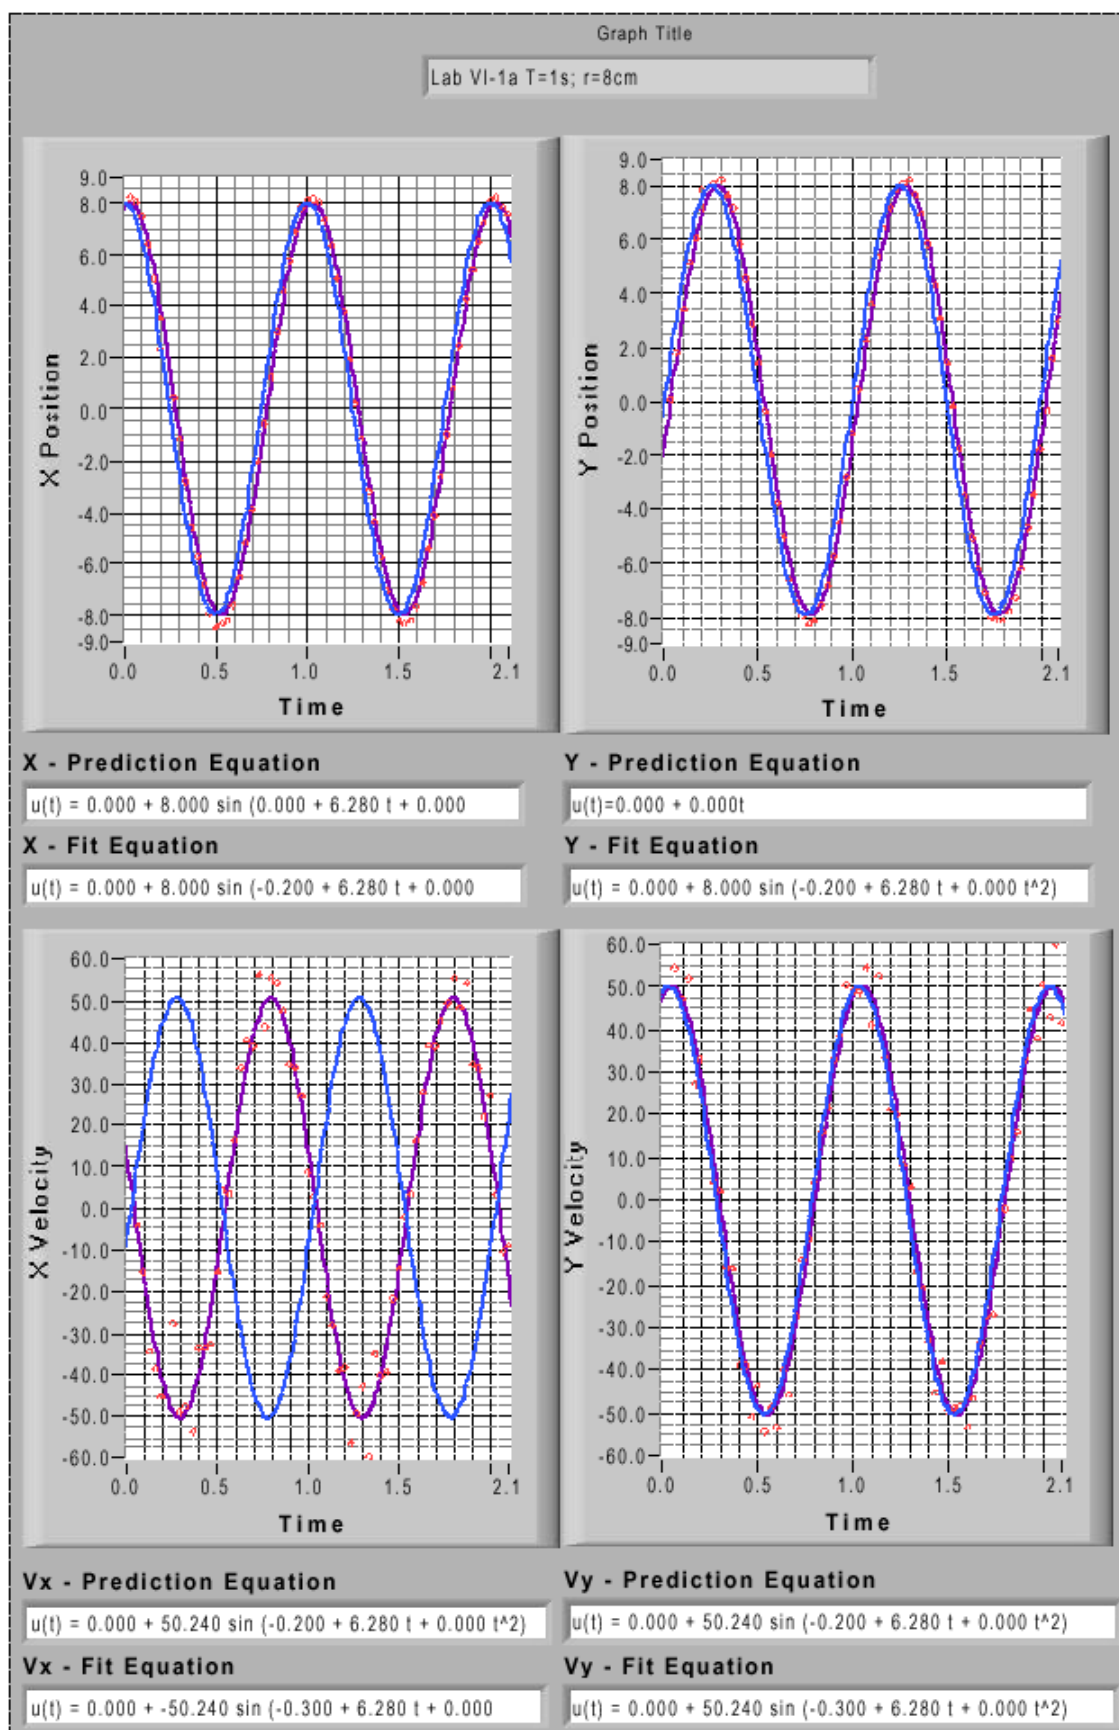 Graph Title
Lab VI-1a T=1s; r=8cm
9.0
8.0
6.0
4.0
2.0
0.0
-2.0
-4.0
-6.0
-8.0
-9.0
X Position
0.0 0.5 1.0 1.5 2.1
Time
9.0
8.0
6.0
4.0
2.0
0.0
-2.0
-4.0
-6.0
-8.0
-9.0
Y Position
0.0 0.5 1.0 1.5 2.1
Time
X - Prediction Equation
u(t) = 0.000 + 8.000 sin (0.000 + 6.280 t + 0.000
Y - Prediction Equation
u(t)=0.000 + 0.000t
X - Fit Equation
u(t) = 0.000 + 8.000 sin (-0.200 + 6.280 t + 0.000
Y - Fit Equation
u(t) = 0.000 + 8.000 sin (-0.200 + 6.280 t + 0.000 t^2)
60.0
50.0
40.0
30.0
20.0
10.0
0.0
-10.0
-20.0
-30.0
-40.0
-50.0
-60.0
X Velocity
0.0 0.5 1.0 1.5 2.1
Time
60.0
50.0
40.0
30.0
20.0
10.0
0.0
-10.0
-20.0
-30.0
-40.0
-50.0
-60.0
Y Velocity
0.0 0.5 1.0 1.5 2.1
Time
Vx - Prediction Equation
u(t) = 0.000 + 50.240 sin (-0.200 + 6.280 t + 0.000 t^2)
Vy - Prediction Equation
u(t) = 0.000 + 50.240 sin (-0.200 + 6.280 t + 0.000 t^2)
Vx - Fit Equation
u(t) = 0.000 + -50.240 sin (-0.300 + 6.280 t + 0.000
Vy - Fit Equation
u(t) = 0.000 + 50.240 sin (-0.300 + 6.280 t + 0.000 t^2)